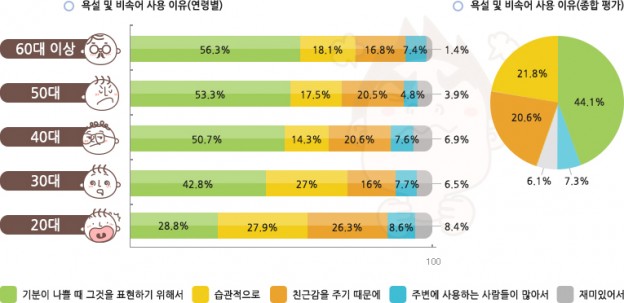 욕설 및 비속어 사용 이유(연령별)
욕설 및 비속어 사용 이유(종합 평가)
60대 이상 56.3% 18.1% 16.8% 7.4% 1.4%
50대 53.3% 17.5% 20.5% 4.8% 3.9%
40대 50.7% 14.3% 20.6% 7.6% 6.9%
30대 42.8% 27% 16% 7.7% 6.5%
20대 28.8% 27.9% 26.3% 8.6% 8.4%
100
21.8% 44.1%
20.6%
6.1% 7.3%
기분이 나쁠 때 그것을 표현하기 위해서 습관적으로 친근감을 주기 때문에 주변에 사용하는 사람들이 많아서 재미있어서